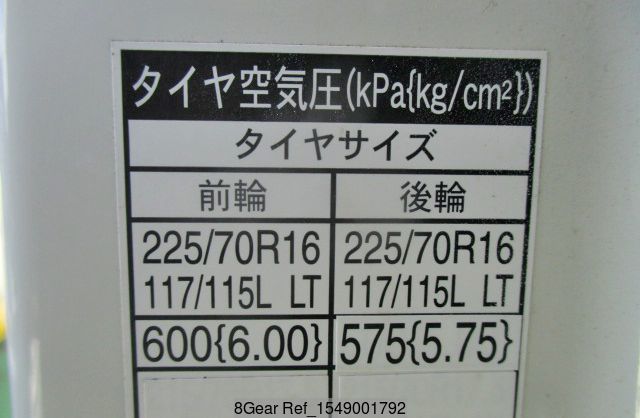 タイヤ空気圧(kPa{kg/cm²})
タイヤサイズ
前輪 後輪
225/70R16 225/70R16
117/115L LT 117/115L LT
600{6.00} 575{5.75}
8Gear Ref_1549001792